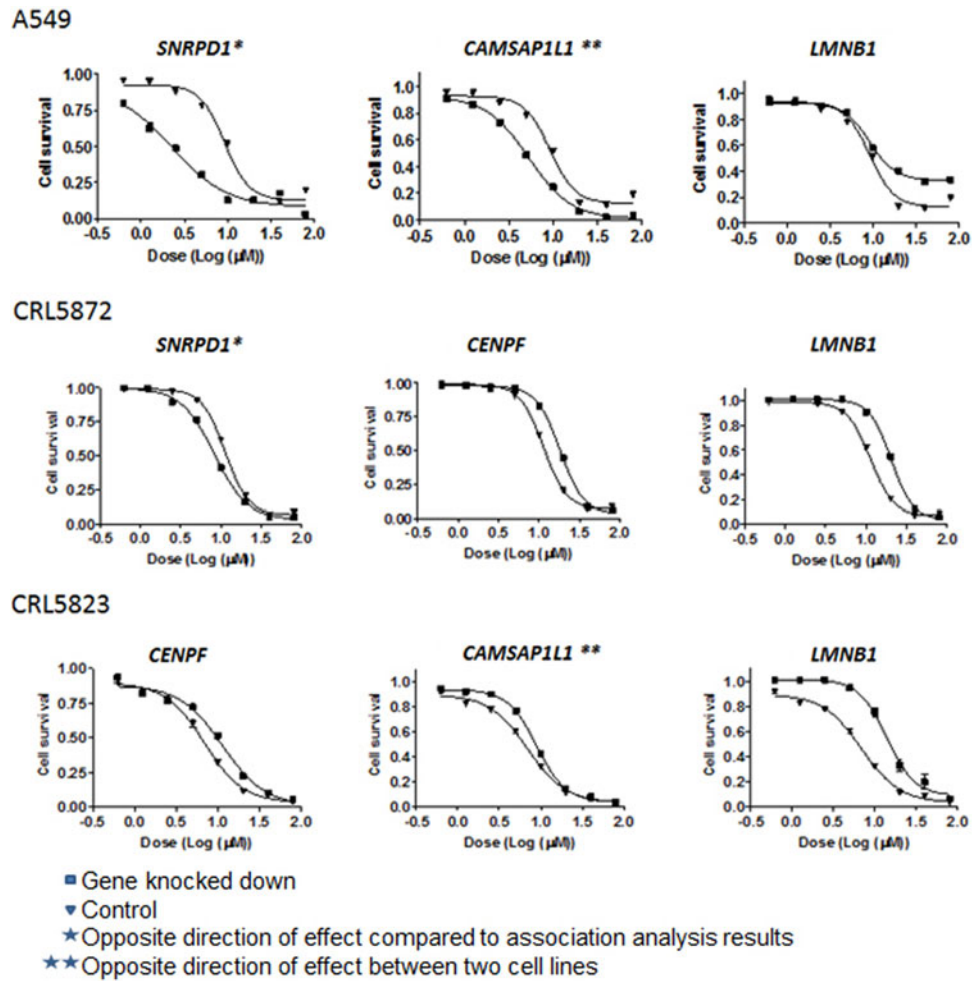 A549
SNRPD1* CAMSAP1L1 ** LMNB1
Cell survival
1.00
0.75
0.50
0.25
0.00
-0.5 0.0 0.5 1.0 1.5 2.0
Dose (Log (µM))
Cell survival
1.0
0.8
0.6
0.4
0.2
0.0
-0.5 0.0 0.5 1.0 1.5 2.0
Dose (Log (µM))
Cell survival
1.0
0.8
0.6
0.4
0.2
0.0
-0.5 0.0 0.5 1.0 1.5 2.0
Dose (Log (µM))
CRL5872
SNRPD1* CENPF LMNB1
Cell survival
1.00
0.75
0.50
0.25
0.00
-0.5 0.0 0.5 1.0 1.5 2.0
Dose (Log (µM))
Cell survival
1.00
0.75
0.50
0.25
0.00
-0.5 0.0 0.5 1.0 1.5 2.0
Dose (Log (µM))
Cell survival
1.0
0.8
0.6
0.4
0.2
0.0
-0.5 0.0 0.5 1.0 1.5 2.0
Dose (Log (µM))
CRL5823
CENPF CAMSAP1L1 ** LMNB1
Cell survival
1.00
0.75
0.50
0.25
0.00
-0.5 0.0 0.5 1.0 1.5 2.0
Dose (Log (µM))
Cell survival
1.0
0.8
0.6
0.4
0.2
0.0
-0.5 0.0 0.5 1.0 1.5 2.0
Dose (Log (µM))
Cell survival
1.0
0.8
0.6
0.4
0.2
0.0
-0.5 0.0 0.5 1.0 1.5 2.0
Dose (Log (µM))
Gene knocked down
Control
★Opposite direction of effect compared to association analysis results
★★Opposite direction of effect between two cell lines